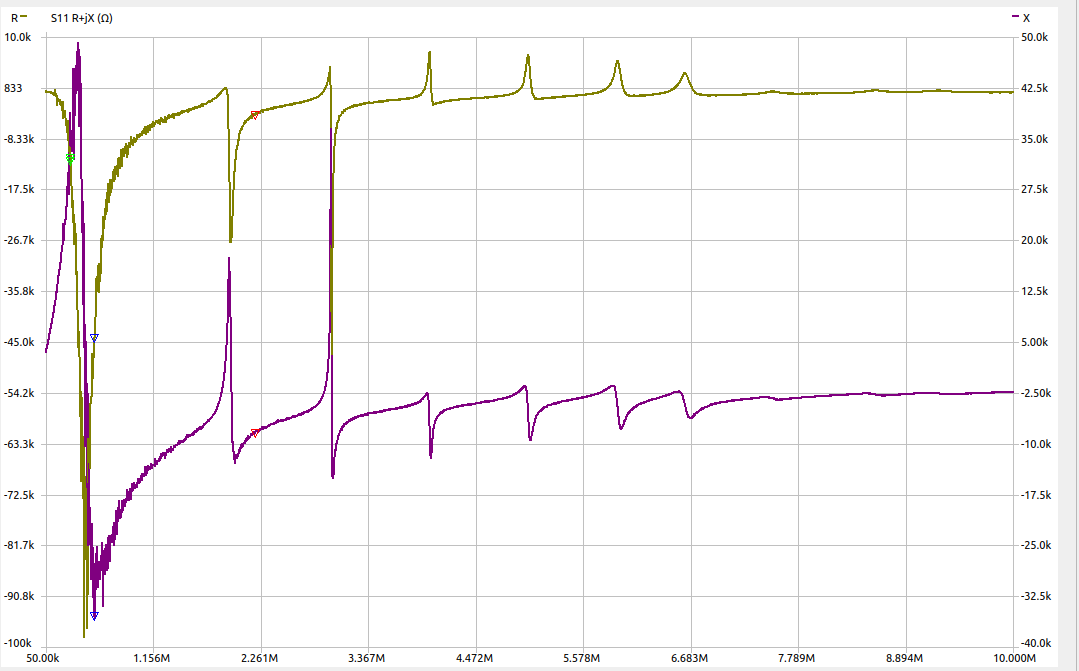 R S11 R+jX (Ω) X
10.0k 50.0k
833 42.5k
-8.33k 35.0k
-17.5k 27.5k
-26.7k 20.0k
-35.8k 12.5k
-45.0k 5.00k
-54.2k -2.50k
-63.3k -10.0k
-72.5k -17.5k
-81.7k -25.0k
-90.8k -32.5k
-100k -40.0k
50.00k 1.156M 2.261M 3.367M 4.472M 5.578M 6.683M 7.789M 8.894M 10.000M